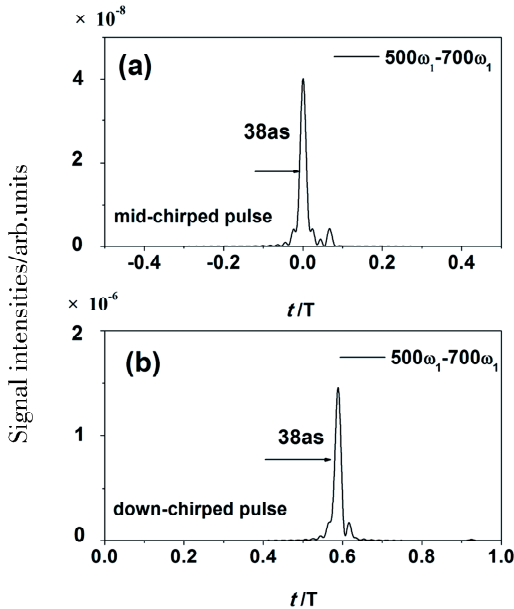 × 10⁻⁸
(a)
500ω₁-700ω₁
4
38as
2
mid-chirped pulse
0
-0.4 -0.2 0.0 0.2 0.4
t/T
Signal intensities/arb.units
× 10⁻⁶
2
(b)
500ω₁-700ω₁
1
38as
down-chirped pulse
0
0.0 0.2 0.4 0.6 0.8 1.0
t/T